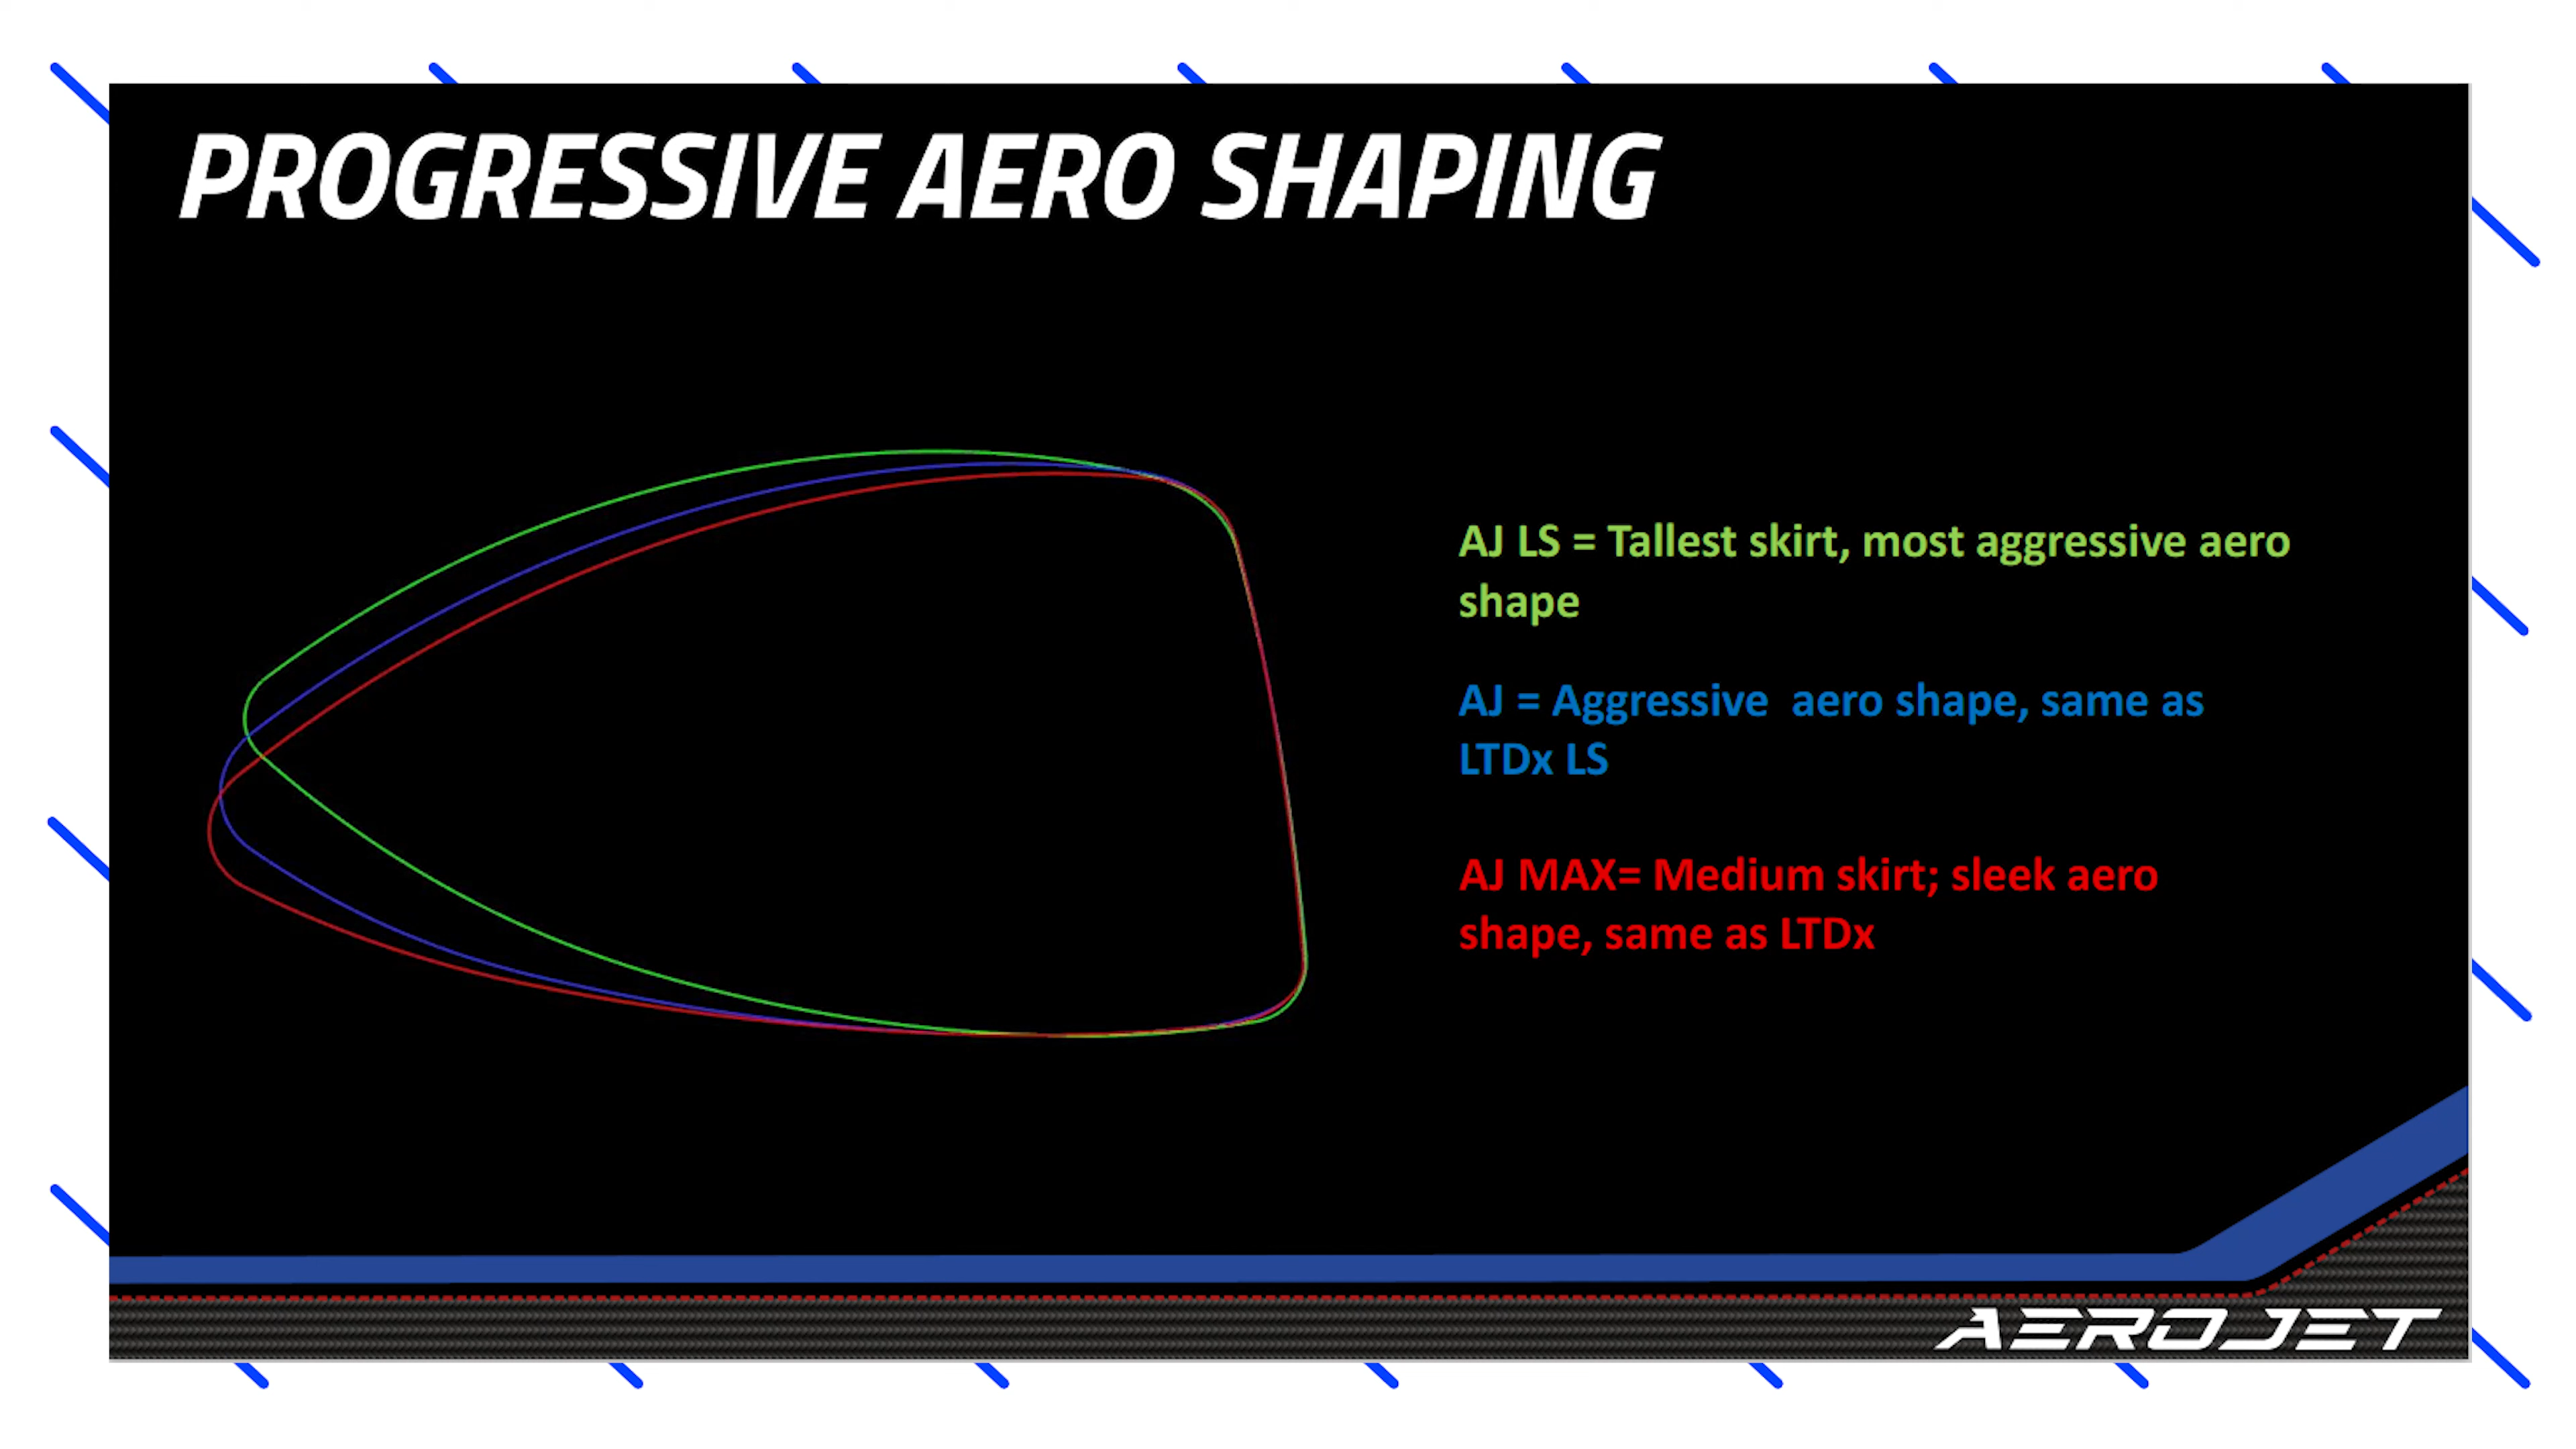 PROGRESSIVE AERO SHAPING
AJ LS = Tallest skirt, most aggressive aero
shape
AJ = Aggressive  aero shape, same as
LTDx LS
AJ MAX= Medium skirt; sleek aero
shape, same as LTDx
AEROJET